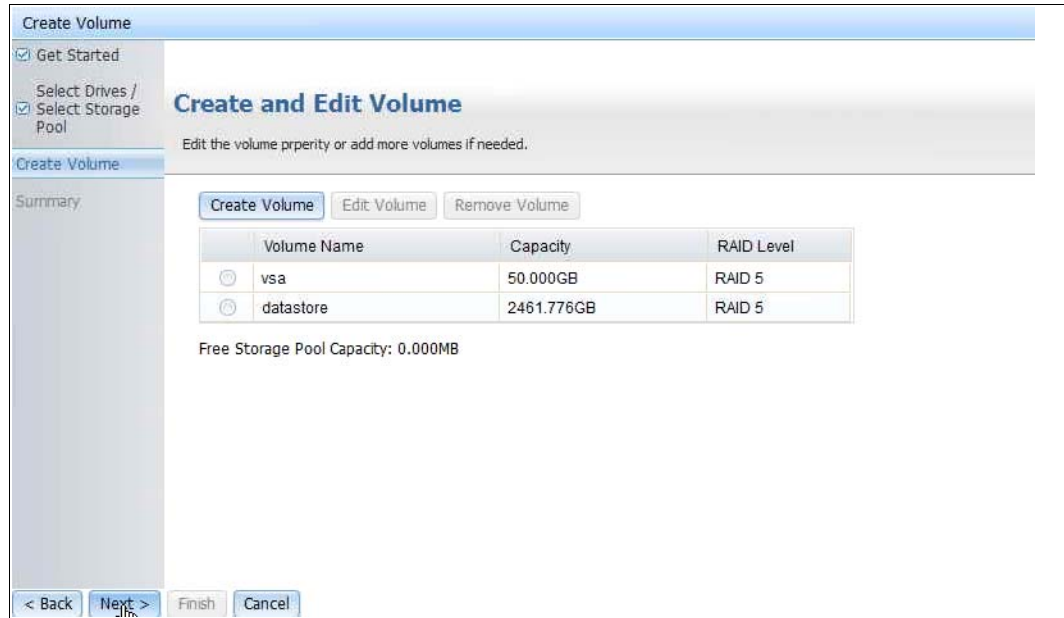 Create Volume
Get Started
Select Drives /
Select Storage
Pool
Create Volume
Summary
Create and Edit Volume
Edit the volume prperity or add more volumes if needed.
Create Volume Edit Volume Remove Volume
Volume Name Capacity RAID Level
vsa 50.000GB RAID 5
datastore 2461.776GB RAID 5
Free Storage Pool Capacity: 0.000MB
< Back Next > Finish Cancel